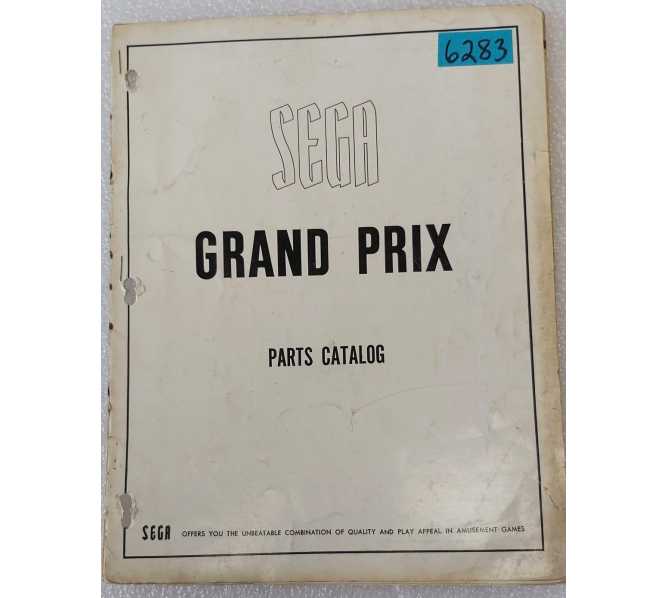 6283
SEGA
GRAND PRIX
PARTS CATALOG
SEGA OFFERS YOU THE UNBEATABLE COMBINATION OF QUALITY AND PLAY APPEAL IN AMUSEMENT GAMES